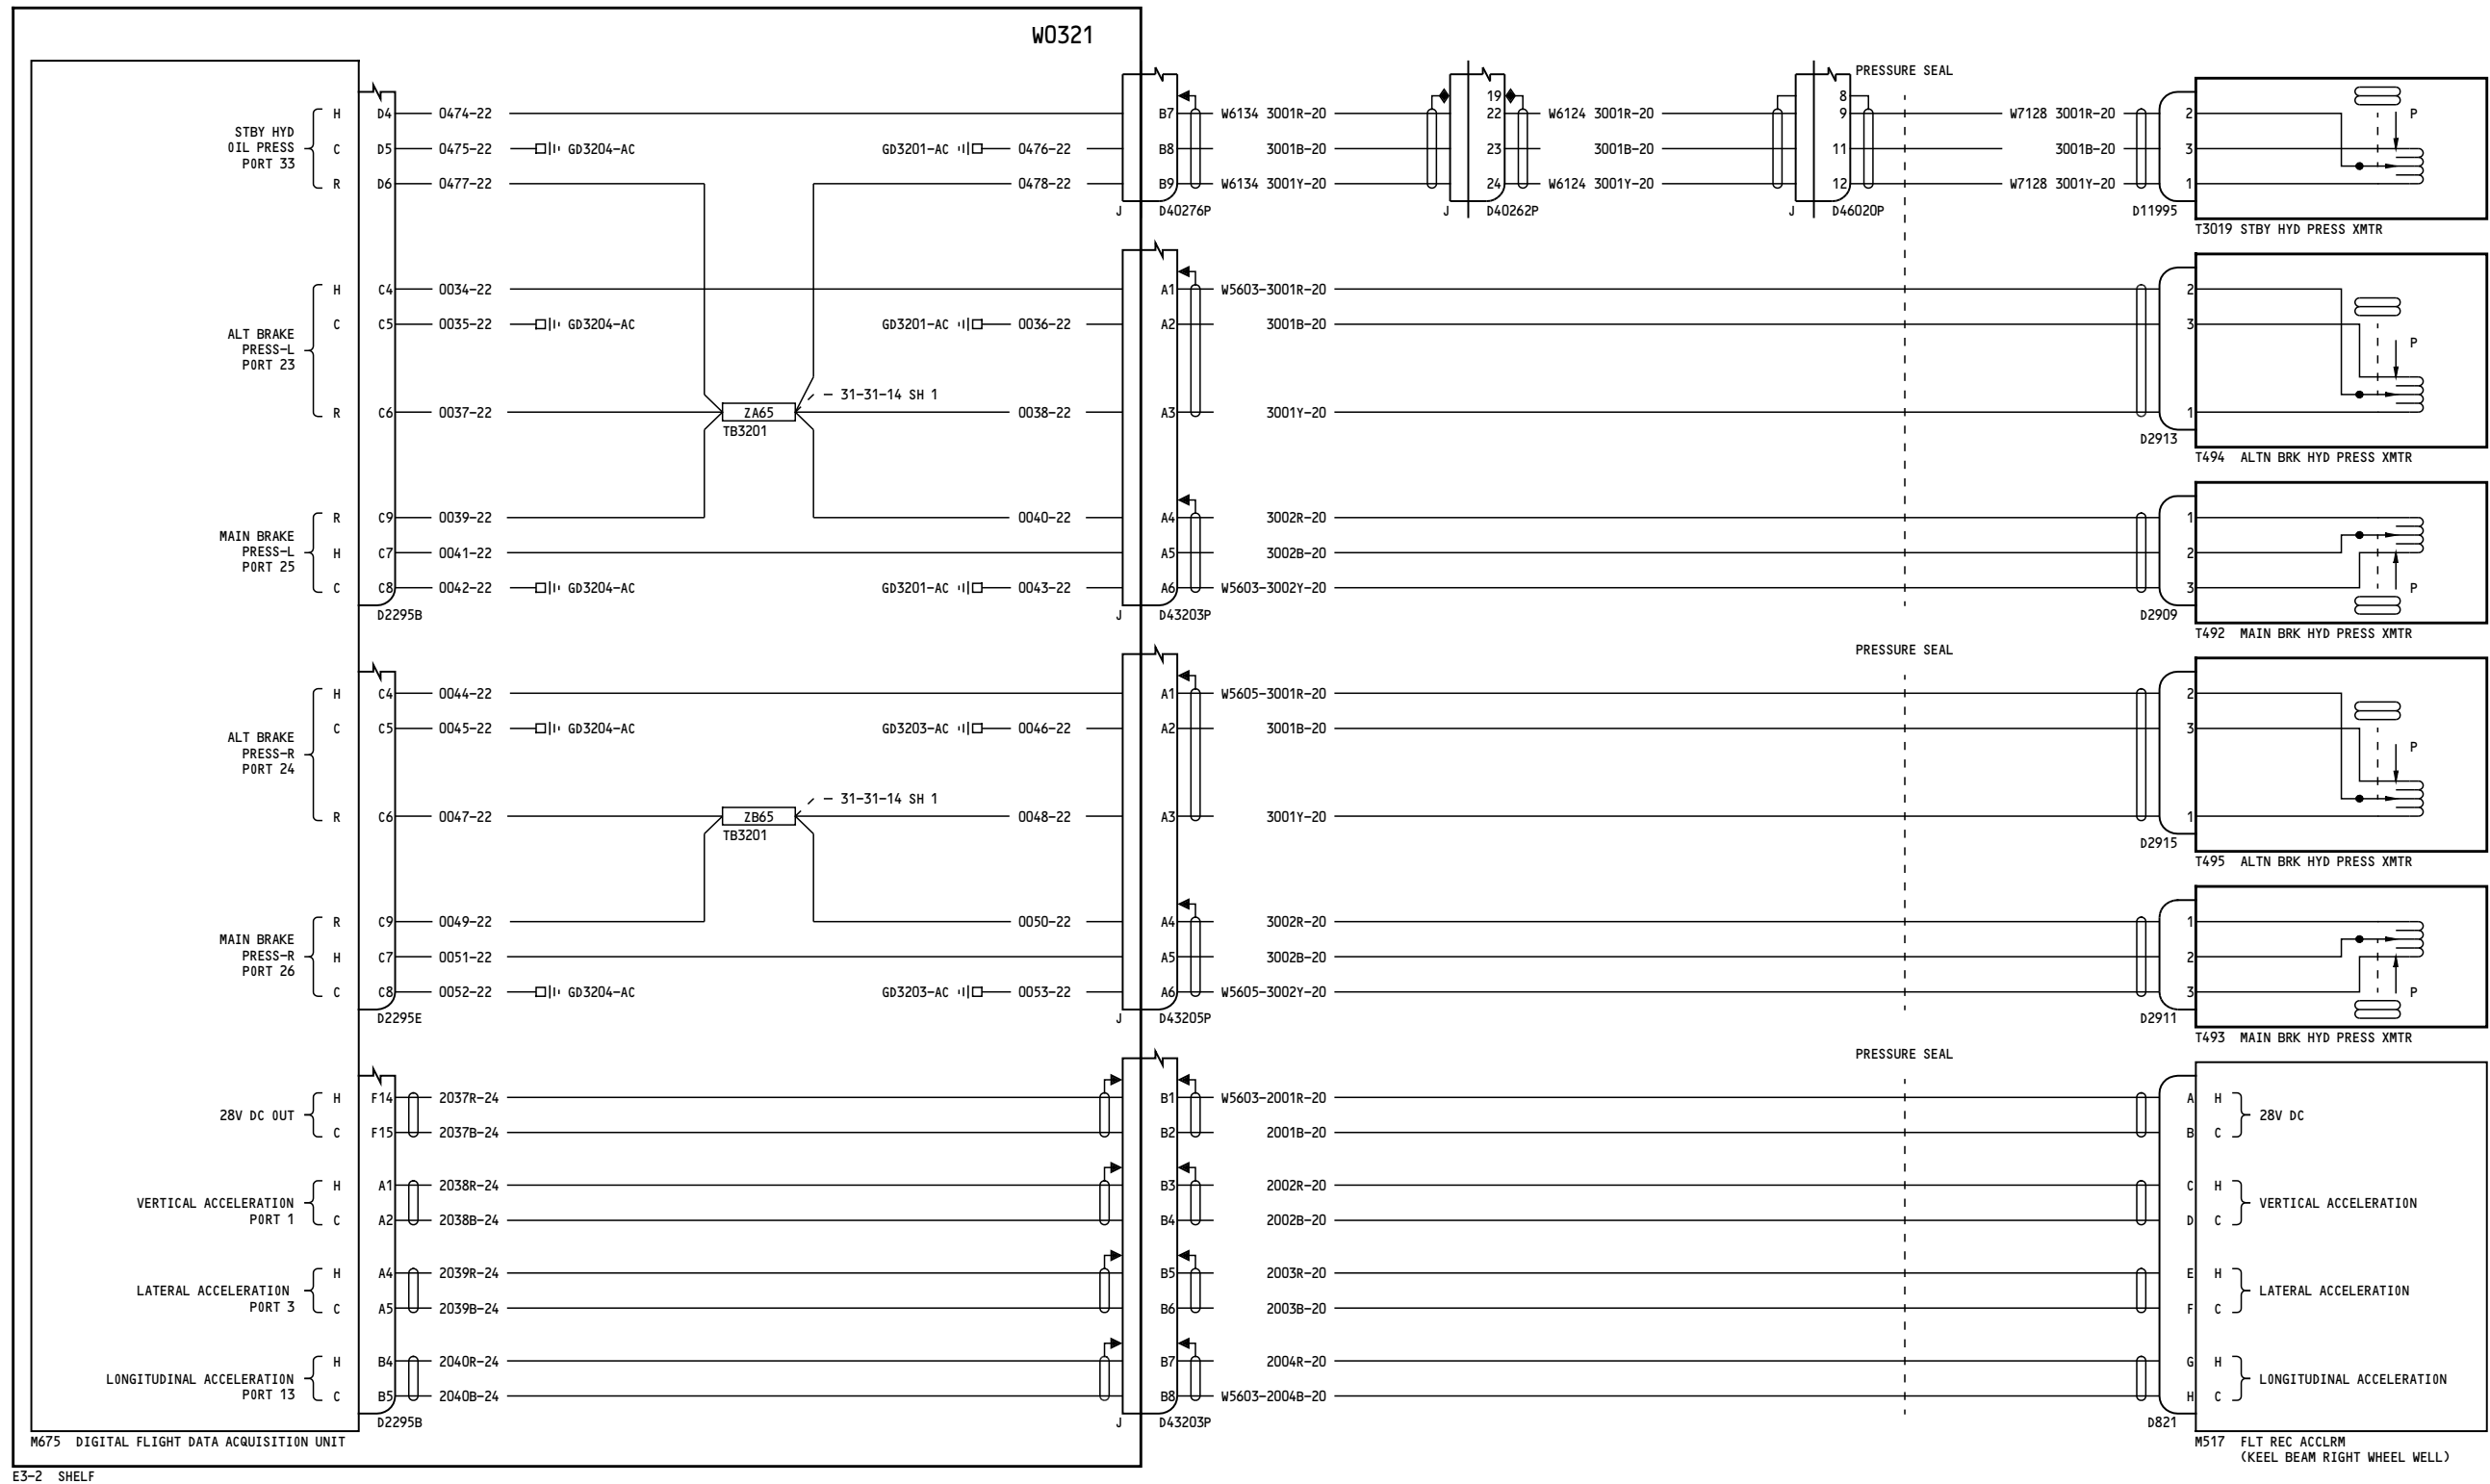 W0321
PRESSURE SEAL
STBY HYD
OIL PRESS
PORT 33
H D4 0474-22 B7 W6134 3001R-20 19 22 W6124 3001R-20 8 9 W7128 3001R-20 2 P
C D5 0475-22 GD3204-AC GD3201-AC 0476-22 B8 3001B-20 23 3001B-20 11 3001B-20 3
R D6 0477-22 0478-22 B9 W6134 3001Y-20 24 W6124 3001Y-20 12 W7128 3001Y-20 1
J D40276P J D40262P J D46020P D11995
T3019 STBY HYD PRESS XMTR
ALT BRAKE
PRESS-L
PORT 23
H C4 0034-22 A1 W5603-3001R-20 2
C C5 0035-22 GD3204-AC GD3201-AC 0036-22 A2 3001B-20 3
P
31-31-14 SH 1
R C6 0037-22 ZA65 0038-22 A3 3001Y-20 1
TB3201
D2913
T494 ALTN BRK HYD PRESS XMTR
MAIN BRAKE
PRESS-L
PORT 25
R C9 0039-22 0040-22 A4 3002R-20 1
H C7 0041-22 A5 3002B-20 2
C C8 0042-22 GD3204-AC GD3201-AC 0043-22 A6 W5603-3002Y-20 3 P
D2295B J D43203P D2909
T492 MAIN BRK HYD PRESS XMTR
PRESSURE SEAL
ALT BRAKE
PRESS-R
PORT 24
H C4 0044-22 A1 W5605-3001R-20 2
C C5 0045-22 GD3204-AC GD3203-AC 0046-22 A2 3001B-20 3
P
31-31-14 SH 1
R C6 0047-22 ZB65 0048-22 A3 3001Y-20 1
TB3201
D2915
T495 ALTN BRK HYD PRESS XMTR
MAIN BRAKE
PRESS-R
PORT 26
R C9 0049-22 0050-22 A4 3002R-20 1
H C7 0051-22 A5 3002B-20 2
C C8 0052-22 GD3204-AC GD3203-AC 0053-22 A6 W5605-3002Y-20 3 P
D2295E J D43205P D2911
T493 MAIN BRK HYD PRESS XMTR
PRESSURE SEAL
28V DC OUT
H F14 2037R-24 B1 W5603-2001R-20 A H
C F15 2037B-24 B2 2001B-20 B C
28V DC
VERTICAL ACCELERATION
PORT 1
H A1 2038R-24 B3 2002R-20 C H
C A2 2038B-24 B4 2002B-20 D C
VERTICAL ACCELERATION
LATERAL ACCELERATION
PORT 3
H A4 2039R-24 B5 2003R-20 E H
C A5 2039B-24 B6 2003B-20 F C
LATERAL ACCELERATION
LONGITUDINAL ACCELERATION
PORT 13
H B4 2040R-24 B7 2004R-20 G H
C B5 2040B-24 B8 W5603-2004B-20 H C
LONGITUDINAL ACCELERATION
D2295B J D43203P D821
M675 DIGITAL FLIGHT DATA ACQUISITION UNIT
M517 FLT REC ACCLRM
(KEEL BEAM RIGHT WHEEL WELL)
E3-2 SHELF